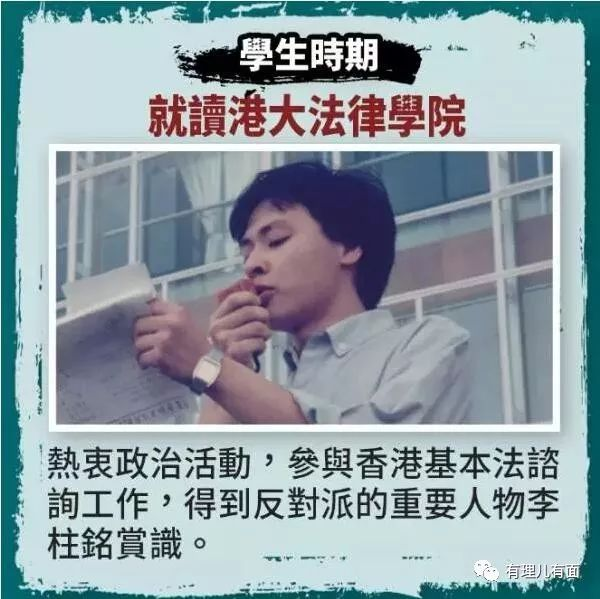 學生時期
就讀港大法律學院
熱衷政治活動，參與香港基本法諮
詢工作，得到反對派的重要人物李
柱銘賞識。
有理儿有面